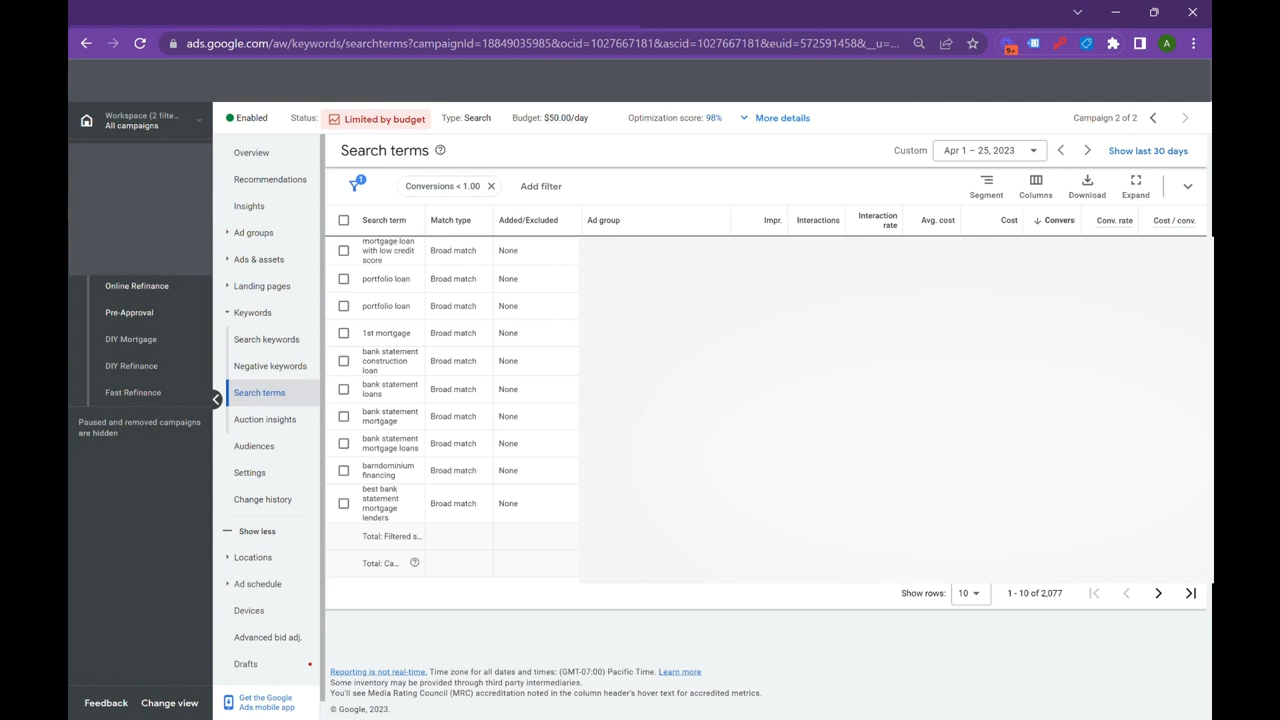 ads.google.com/aw/keywords/searchterms?campaignId=18849035985&ocid=1027667181&ascid=1027667181&euid=572591458&__u=...
9+
A
Workspace (2 filte...
All campaigns
Enabled
Status:
Limited by budget
Type: Search
Budget: $50.00/day
Optimization score: 98%
More details
Campaign 2 of 2
Online Refinance
Pre-Approval
DIY Mortgage
DIY Refinance
Fast Refinance
Paused and removed campaigns
are hidden
Feedback
Change view
Overview
Recommendations
Insights
Ad groups
Ads & assets
Landing pages
Keywords
Search keywords
Negative keywords
Search terms
Auction insights
Audiences
Settings
Change history
Show less
Locations
Ad schedule
Devices
Advanced bid adj.
Drafts
Get the Google
Ads mobile app
Search terms
Custom
Apr 1 – 25, 2023
Show last 30 days
1
Conversions < 1.00
Add filter
Segment
Columns
Download
Expand
Search term
Match type
Added/Excluded
Ad group
Impr.
Interactions
Interaction
rate
Avg. cost
Cost
Convers
Conv. rate
Cost / conv.
mortgage loan
with low credit
score
Broad match
None
portfolio loan
Broad match
None
portfolio loan
Broad match
None
1st mortgage
Broad match
None
bank statement
construction
loan
Broad match
None
bank statement
loans
Broad match
None
bank statement
mortgage
Broad match
None
bank statement
mortgage loans
Broad match
None
barndominium
financing
Broad match
None
best bank
statement
mortgage
lenders
Broad match
None
Total: Filtered s...
Total: Ca...
Show rows:
10
1 - 10 of 2,077
Reporting is not real-time. Time zone for all dates and times: (GMT-07:00) Pacific Time. Learn more
Some inventory may be provided through third party intermediaries.
You'll see Media Rating Council (MRC) accreditation noted in the column header's hover text for accredited metrics.
© Google, 2023.